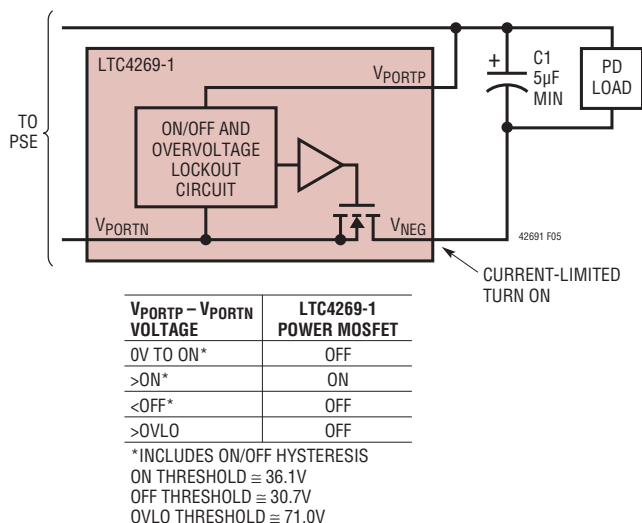 LTC4269-1
VPORTP
C1
5µF
MIN
PD
LOAD
TO
PSE
ON/OFF AND
OVERVOLTAGE
LOCKOUT
CIRCUIT
VPORTN
VNEG
42691 F05
CURRENT-LIMITED
TURN ON
VPORTP – VPORTN
VOLTAGE
LTC4269-1
POWER MOSFET
0V TO ON*
OFF
>ON*
ON
<OFF*
OFF
>OVLO
OFF
*INCLUDES ON/OFF HYSTERESIS
ON THRESHOLD ≅ 36.1V
OFF THRESHOLD ≅ 30.7V
OVLO THRESHOLD ≅ 71.0V